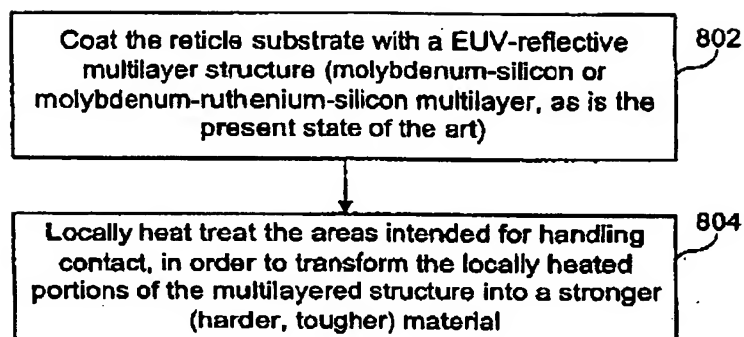 Coat the reticle substrate with a EUV-reflective
multilayer structure (molybdenum-silicon or
molybdenum-ruthenium-silicon multilayer, as is the
present state of the art)
802
Locally heat treat the areas intended for handling
contact, in order to transform the locally heated
portions of the multilayered structure into a stronger
(harder, tougher) material
804